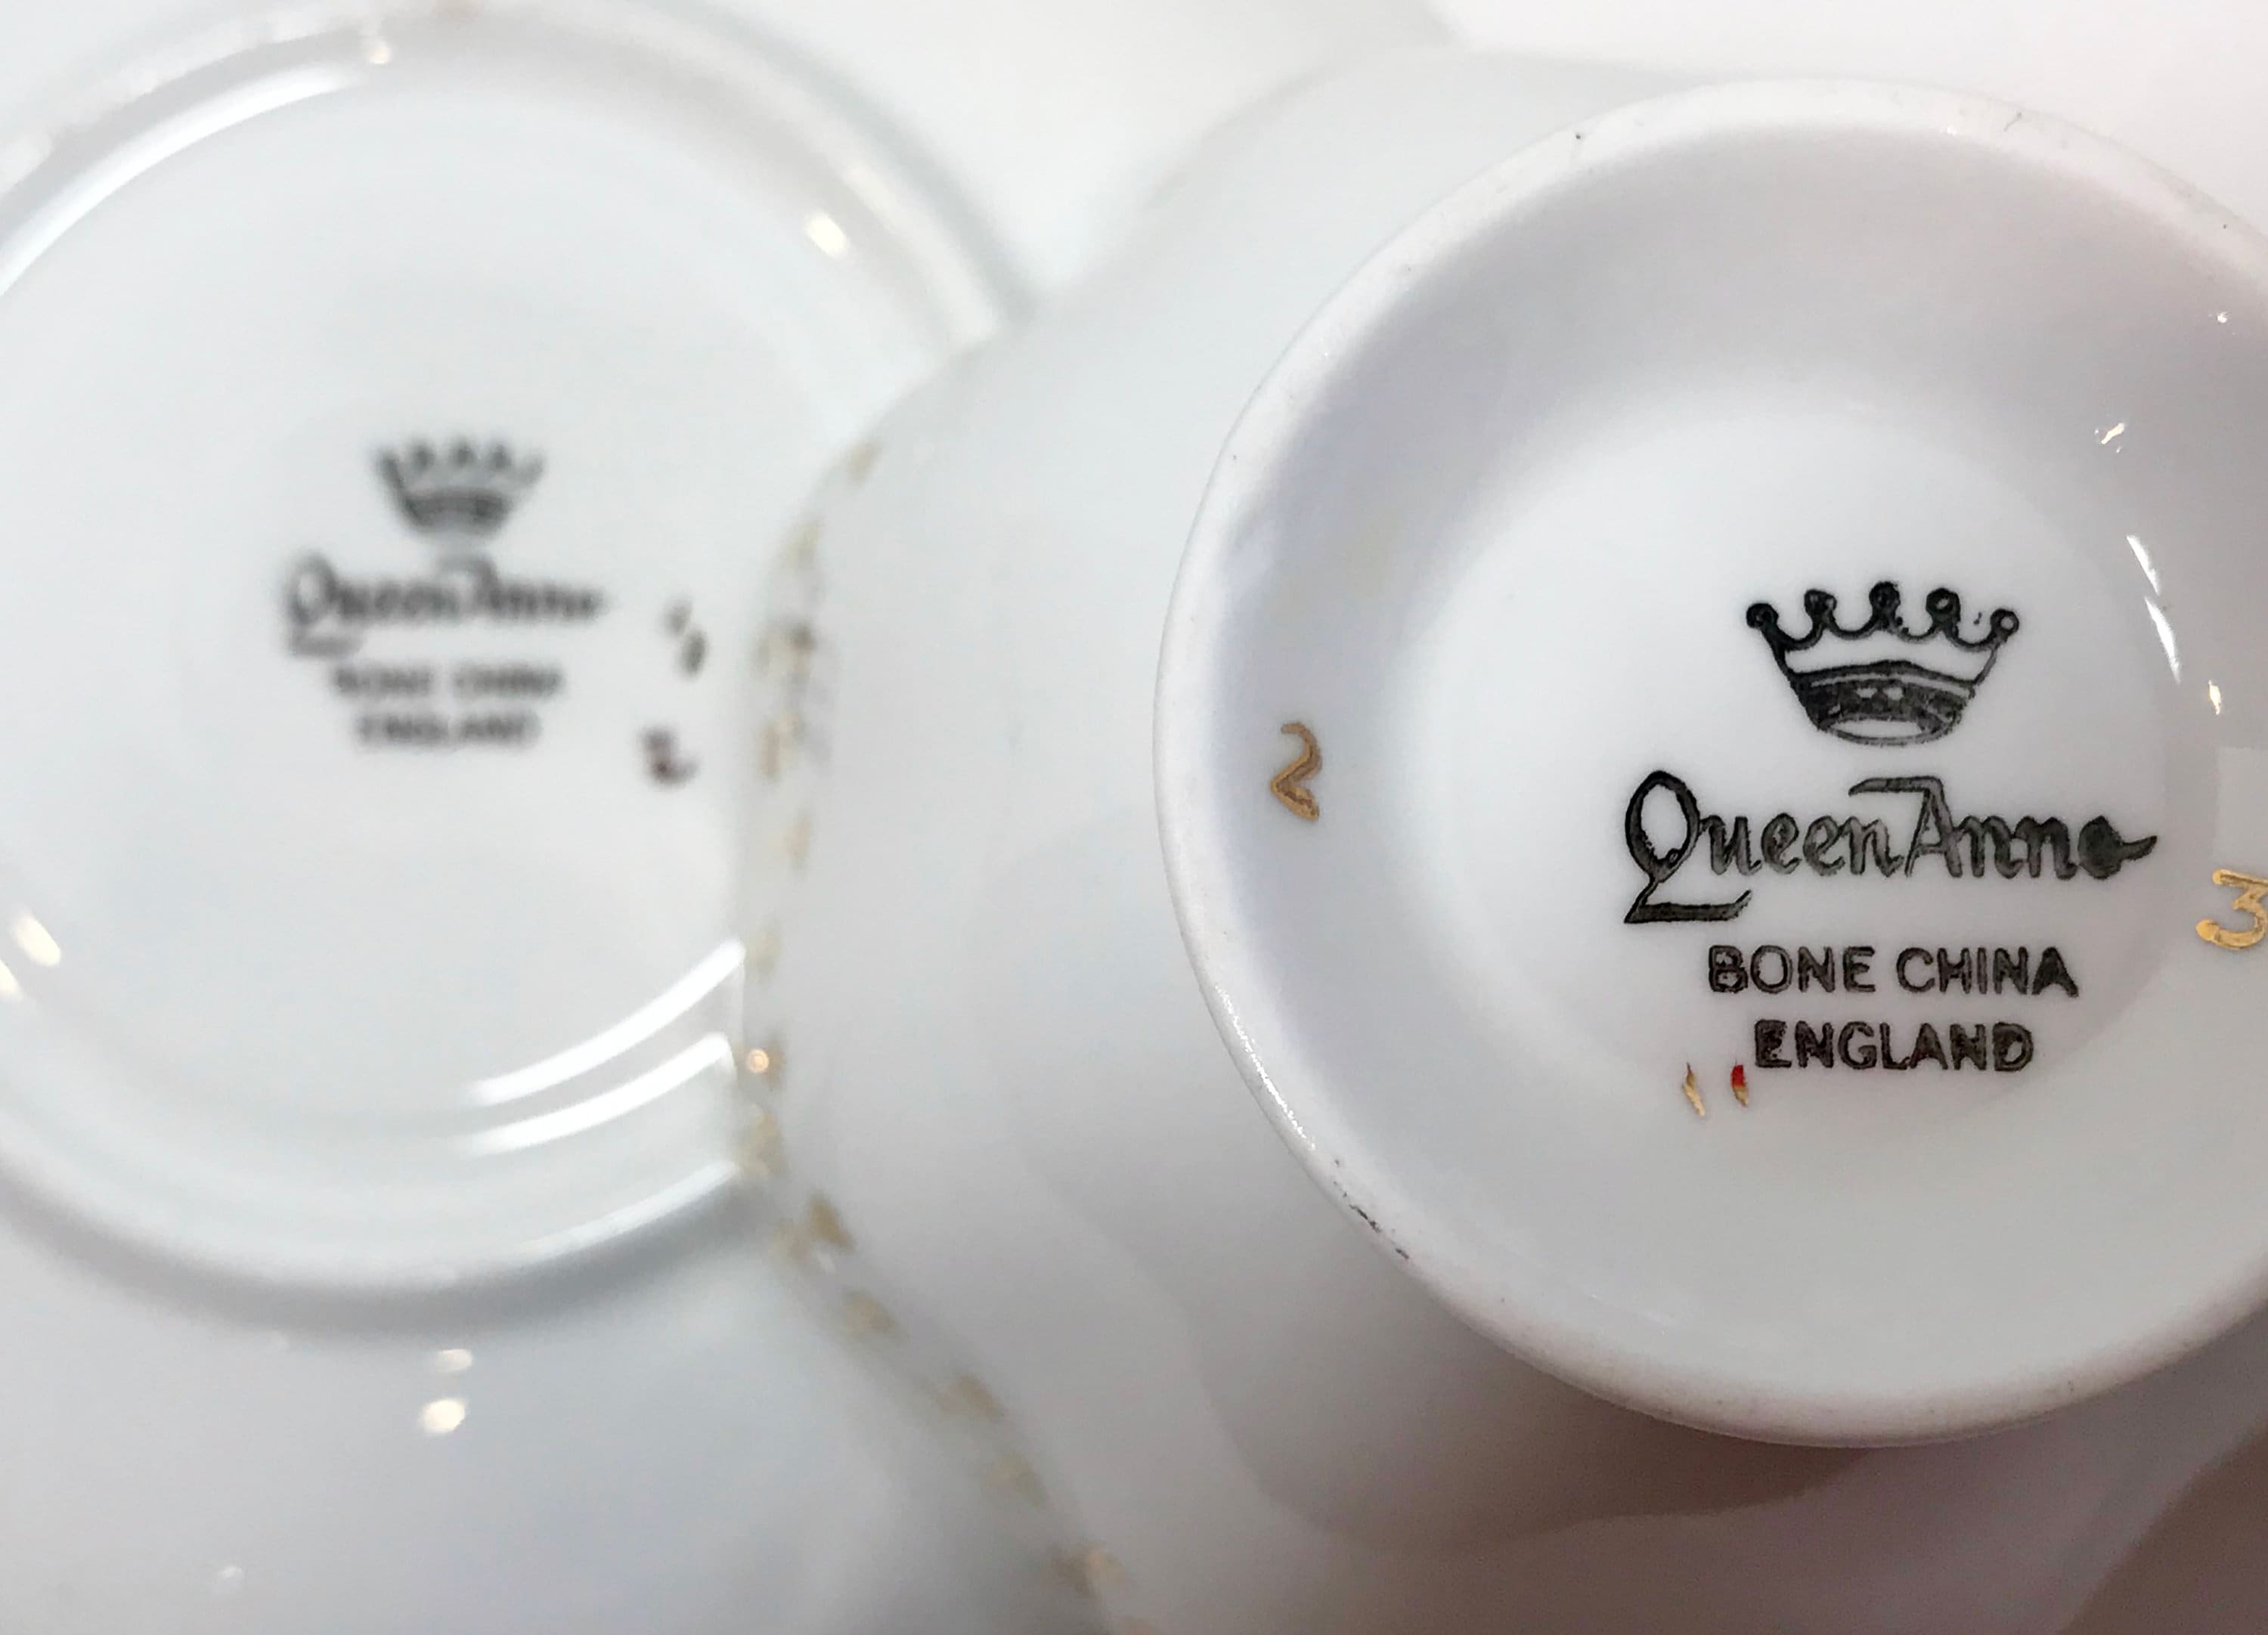 Queen Anne
BONE CHINA
ENGLAND
Queen Anne
BONE CHINA
ENGLAND
2
3